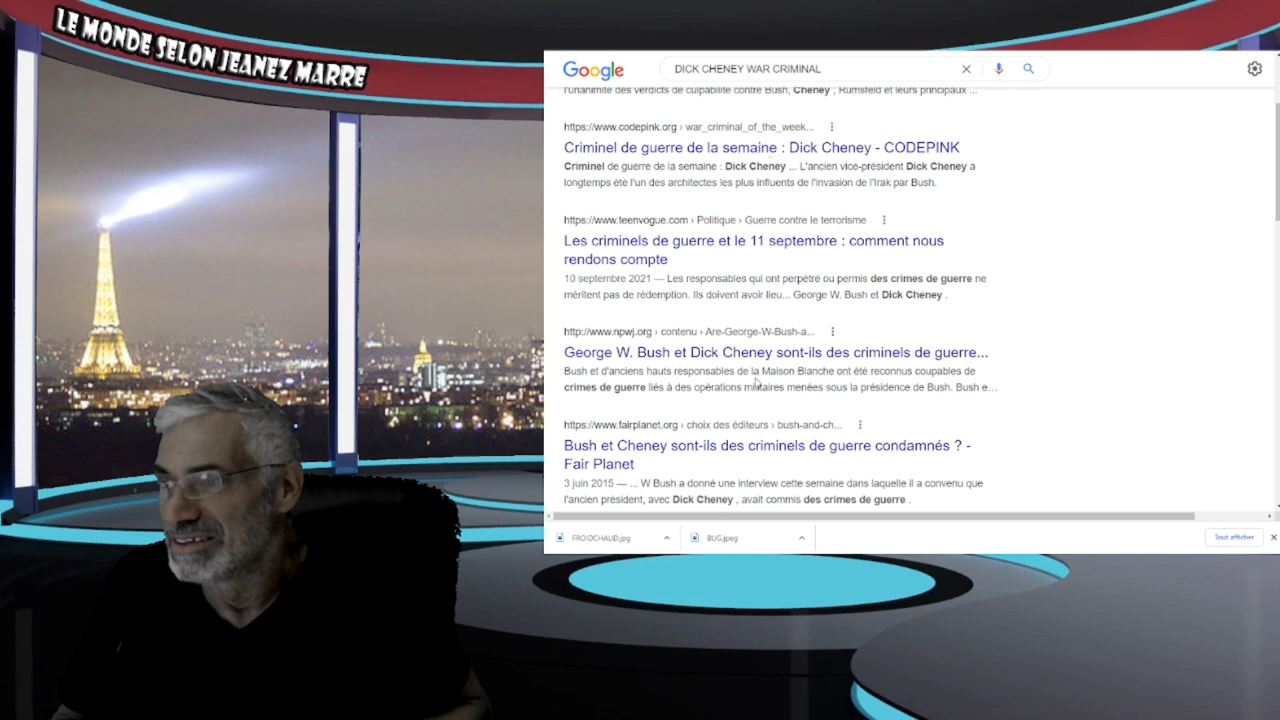 LE MONDE SELON JEANEZ MARRE
Google
DICK CHENEY WAR CRIMINAL
l'unanimité des verdicts de culpabilité contre Bush, Cheney , Rumsfeld et leurs principaux ...
https://www.codepink.org › war_criminal_of_the_week...
Criminel de guerre de la semaine : Dick Cheney - CODEPINK
Criminel de guerre de la semaine : Dick Cheney ... L'ancien vice-président Dick Cheney a
longtemps été l'un des architectes les plus influents de l'invasion de l'Irak par Bush.
https://www.teenvogue.com › Politique › Guerre contre le terrorisme
Les criminels de guerre et le 11 septembre : comment nous
rendons compte
10 septembre 2021 — Les responsables qui ont perpétré ou permis des crimes de guerre ne
méritent pas de rédemption. Ils doivent avoir lieu... George W. Bush et Dick Cheney .
http://www.npwj.org › contenu › Are-George-W-Bush-a...
George W. Bush et Dick Cheney sont-ils des criminels de guerre...
Bush et d'anciens hauts responsables de la Maison Blanche ont été reconnus coupables de
crimes de guerre liés à des opérations militaires menées sous la présidence de Bush. Bush e...
https://www.fairplanet.org › choix des éditeurs › bush-and-ch...
Bush et Cheney sont-ils des criminels de guerre condamnés ? -
Fair Planet
3 juin 2015 — ... W Bush a donné une interview cette semaine dans laquelle il a convenu que
l'ancien président, avec Dick Cheney , avait commis des crimes de guerre .
FROIDCHAUD.jpg
BUG.jpeg
Tout afficher